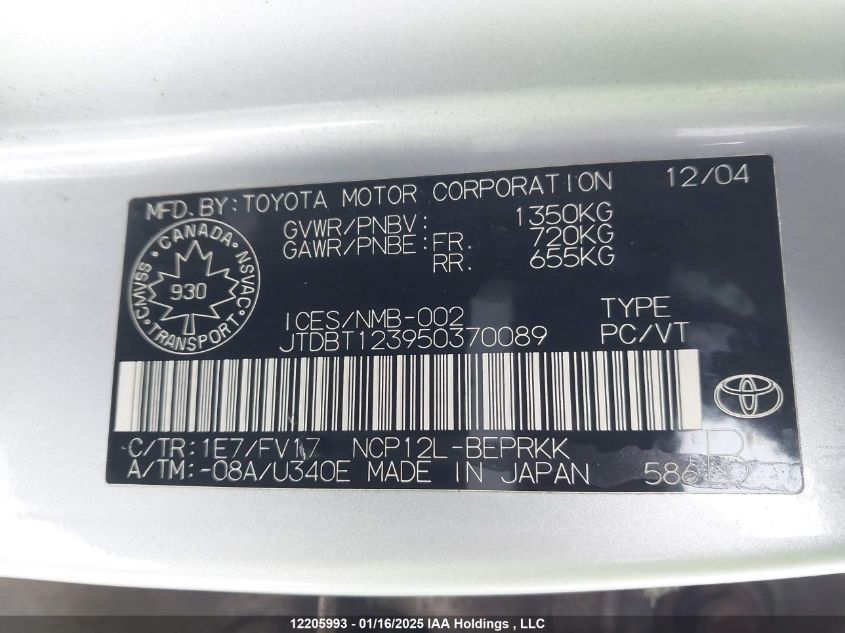 MFD. BY: TOYOTA MOTOR CORPORATION 12/04
GVWR/PNBV: 1350KG
GAWR/PNBE: FR. 720KG
RR. 655KG
CANADA
CMVSS NSVAC
930
TRANSPORT
ICES/NMB-002 TYPE
JTDBT123950370089 PC/VT
C/TR: 1E7/FV17 NCP12L-BEPRKK
A/TM: -08A/U340E MADE IN JAPAN 586 B
12205993 - 01/16/2025 IAA Holdings , LLC